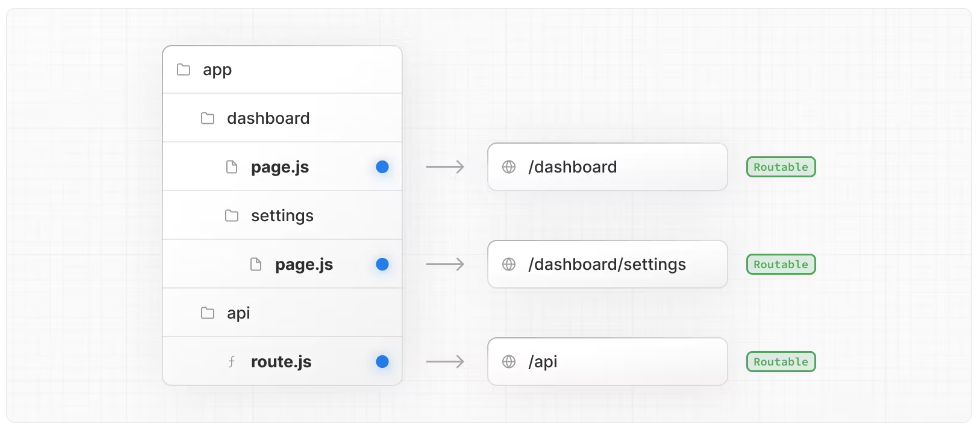 app
dashboard
page.js
/dashboard
Routable
settings
page.js
/dashboard/settings
Routable
api
route.js
/api
Routable